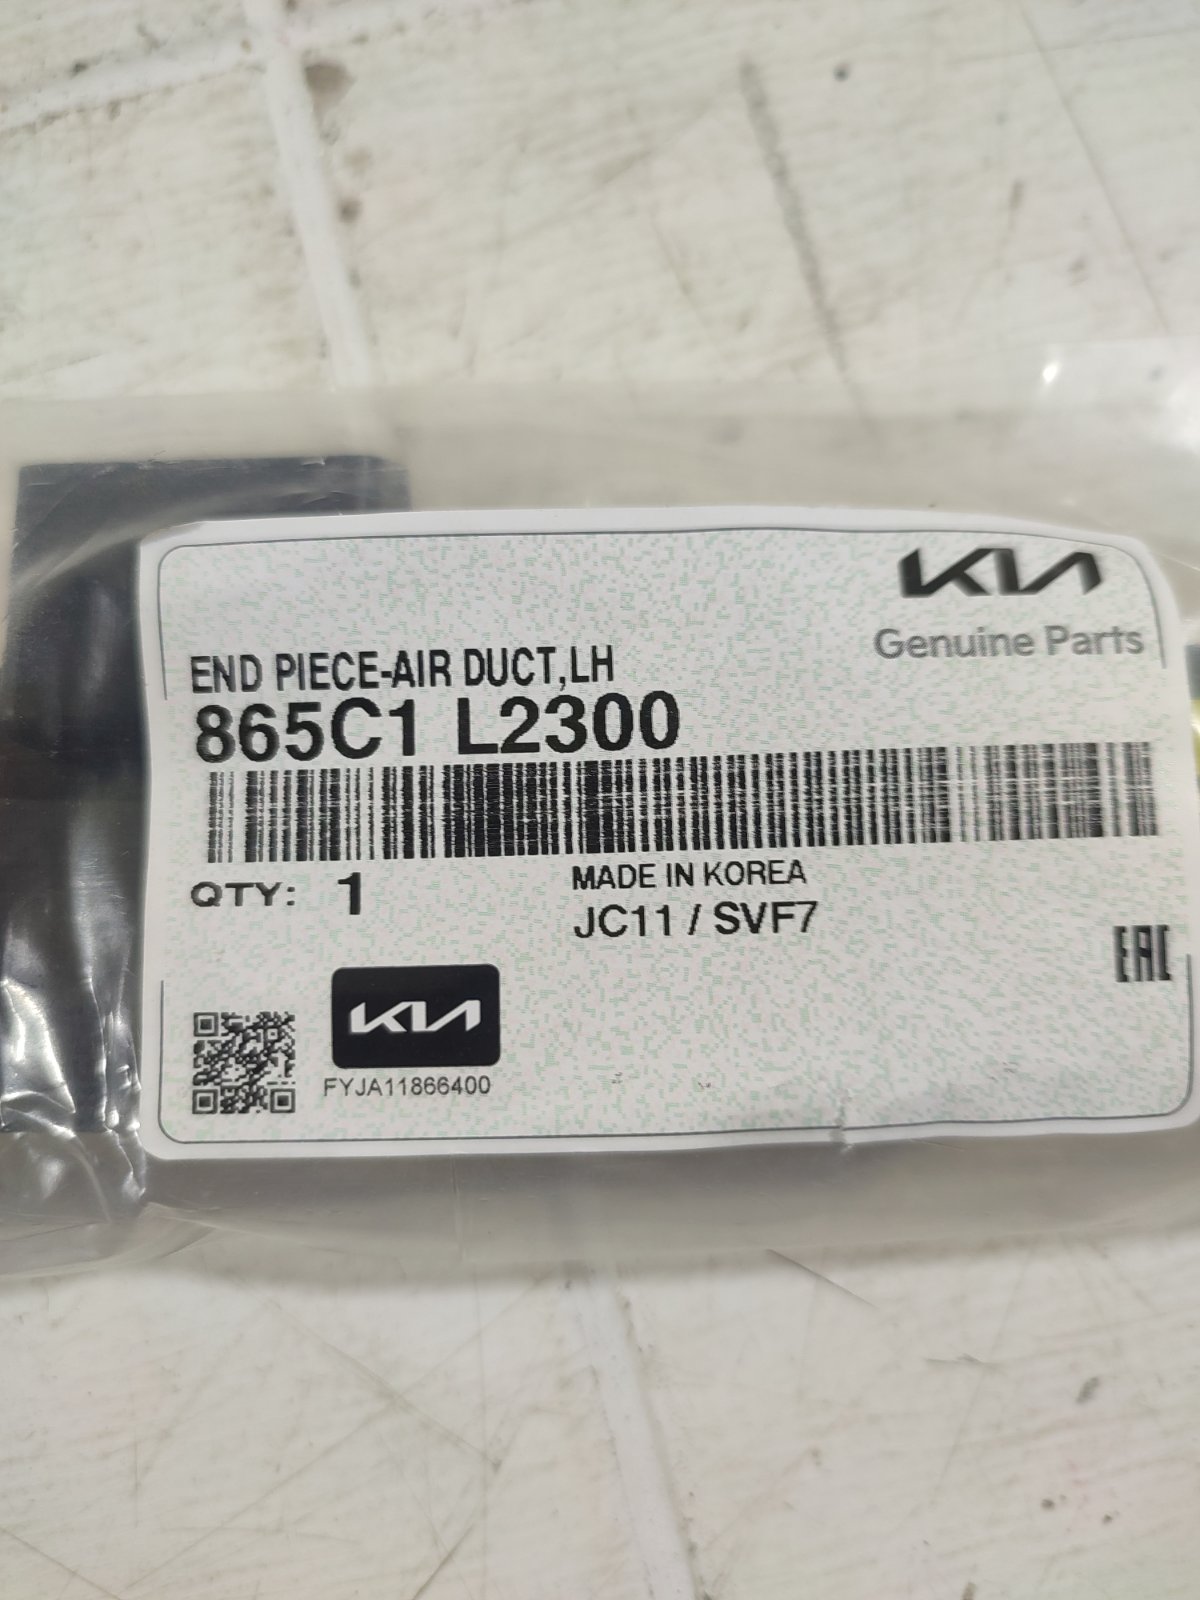 KIA
Genuine Parts
END PIECE-AIR DUCT,LH
865C1 L2300
QTY: 1
MADE IN KOREA
JC11 / SVF7
EAC
KIA
FYJA11866400